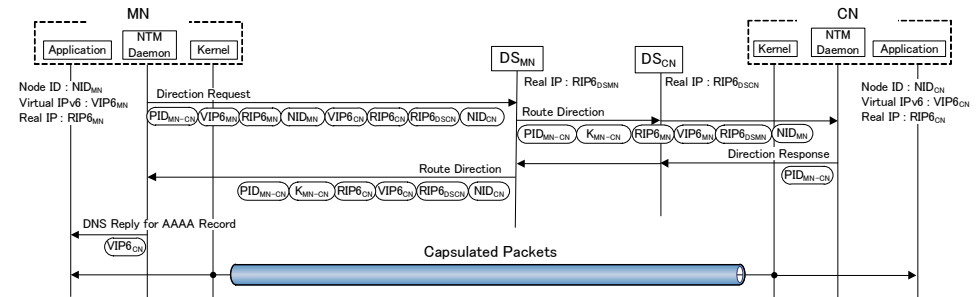 MN
CN
Application
NTM
Daemon
Kernel
DS_MN
DS_CN
Kernel
NTM
Daemon
Application
Node ID : NID_MN
Virtual IPv6 : VIP6_MN
Real IP : RIP6_MN
Real IP : RIP6_DSMN
Real IP : RIP6_DSCN
Node ID : NID_CN
Virtual IPv6 : VIP6_CN
Real IP : RIP6_CN
Direction Request
PID_MN-CN VIP6_MN RIP6_MN NID_MN VIP6_CN RIP6_CN RIP6_DSCN NID_CN
Route Direction
PID_MN-CN K_MN-CN RIP6_MN VIP6_MN RIP6_DSMN NID_MN
Direction Response
PID_MN-CN
Route Direction
PID_MN-CN K_MN-CN RIP6_CN VIP6_CN RIP6_DSCN NID_CN
DNS Reply for AAAA Record
VIP6_CN
Capsulated Packets